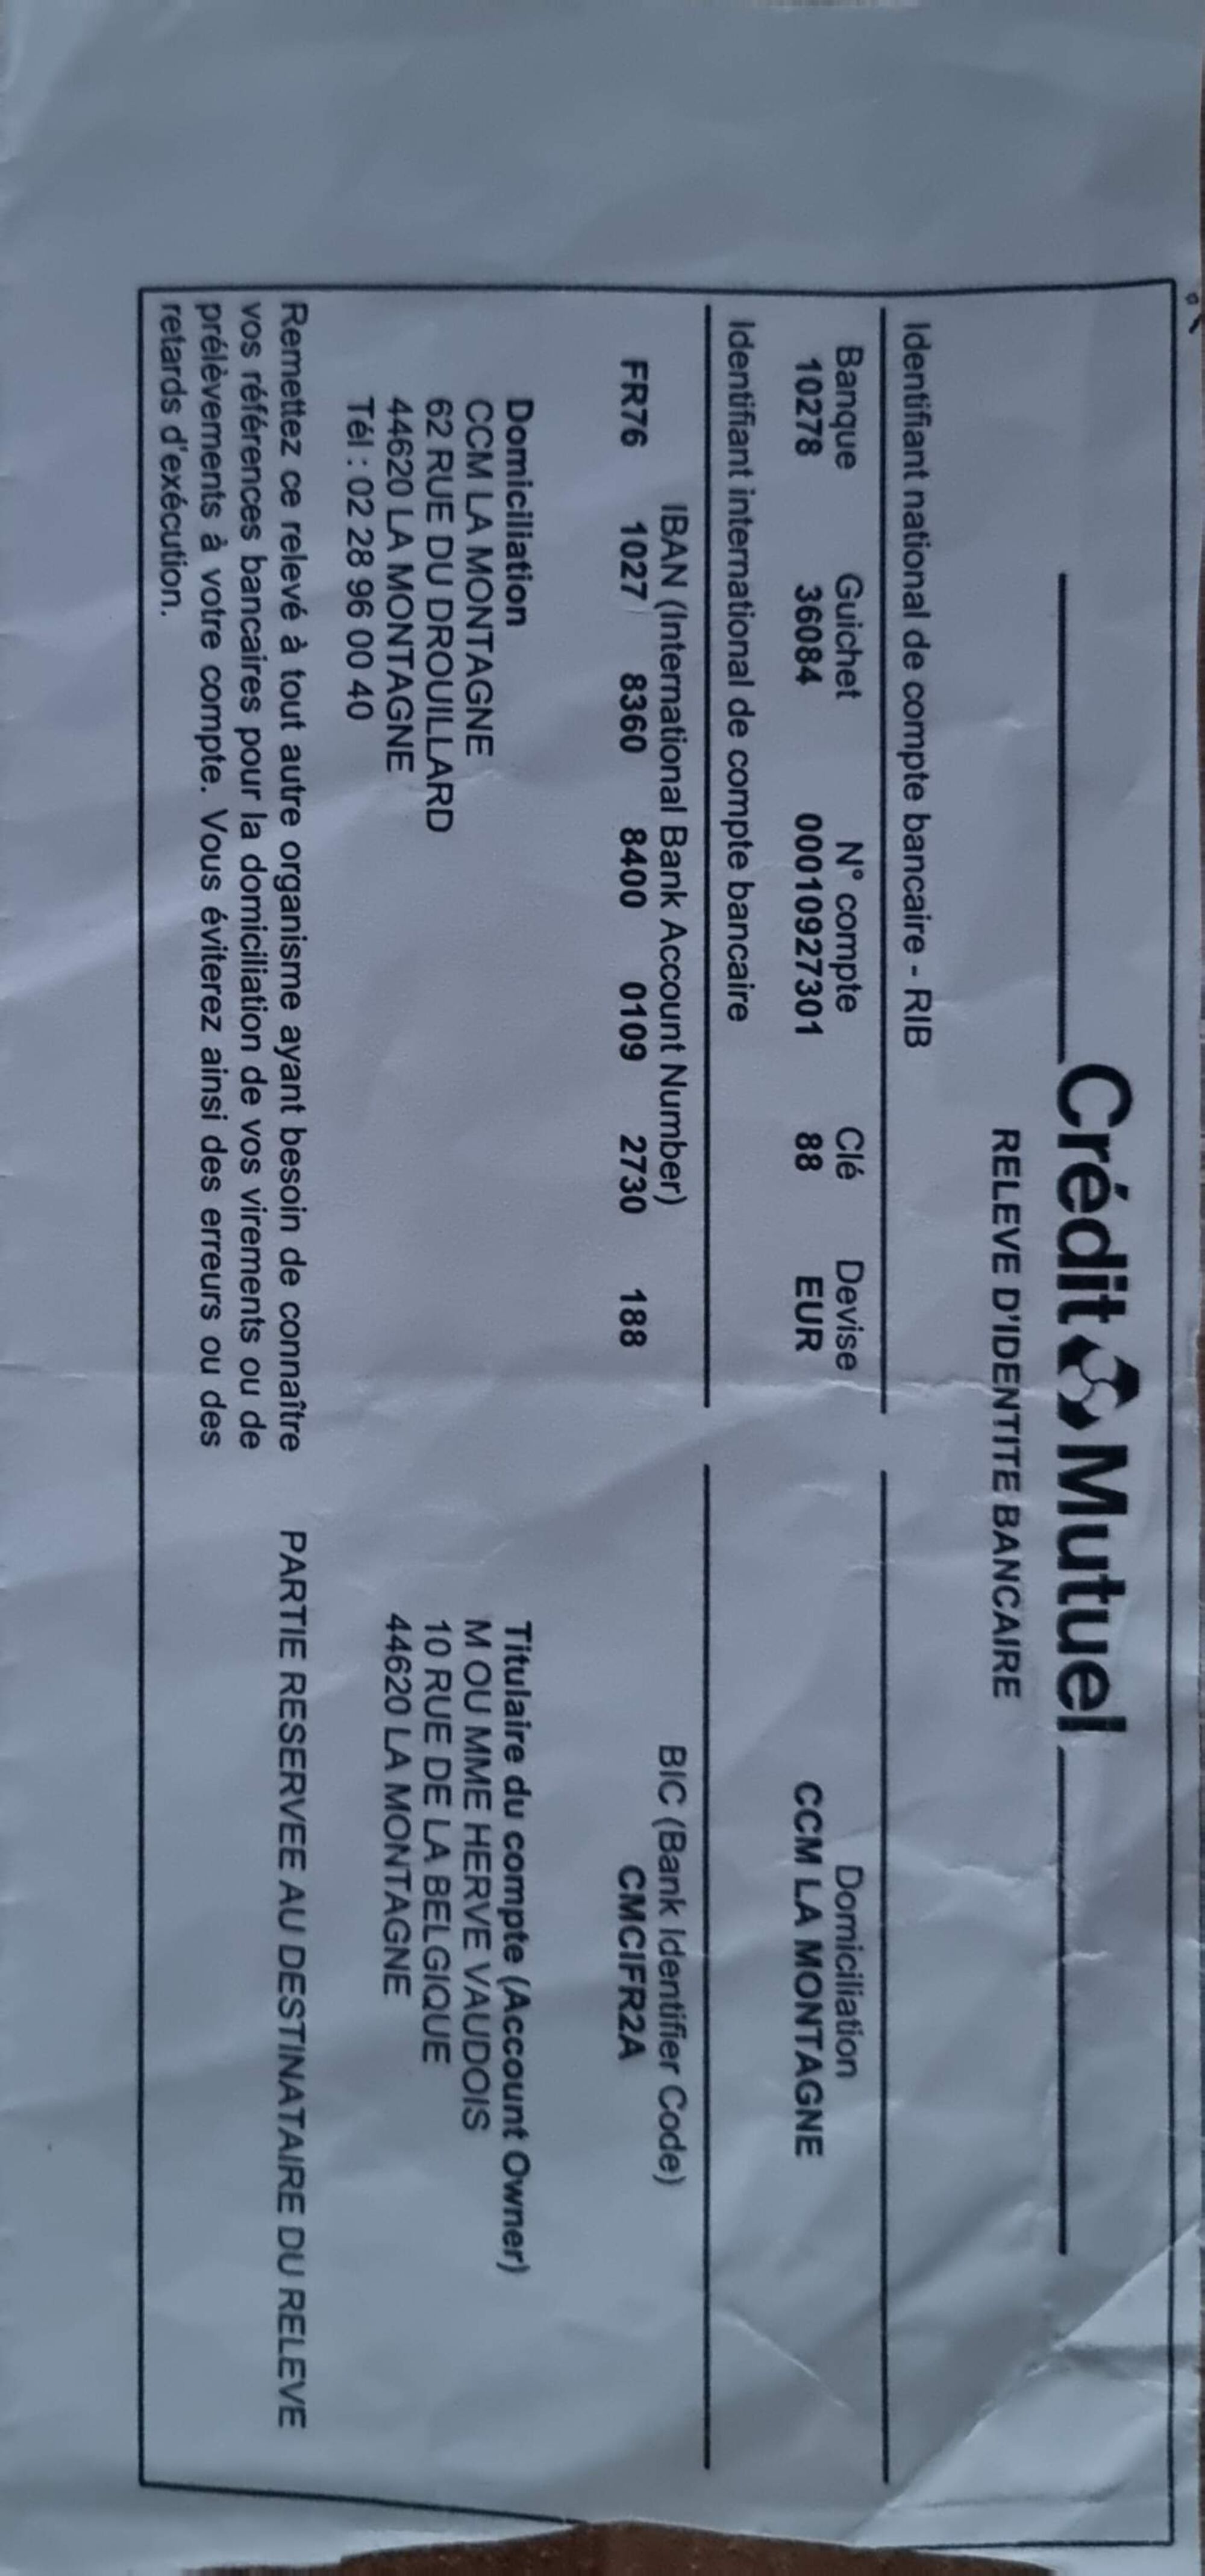 Crédit Mutuel
RELEVE D'IDENTITE BANCAIRE
Identifiant national de compte bancaire - RIB
Banque Guichet N° compte Clé Devise Domiciliation
10278 36084 00010927301 88 EUR CCM LA MONTAGNE
Identifiant international de compte bancaire
IBAN (International Bank Account Number) BIC (Bank Identifier Code)
FR76 1027 8360 8400 0109 2730 188 CMCIFR2A
Domiciliation Titulaire du compte (Account Owner)
CCM LA MONTAGNE M OU MME HERVE VAUDOIS
62 RUE DU DROUILLARD 10 RUE DE LA BELGIQUE
44620 LA MONTAGNE 44620 LA MONTAGNE
Tél : 02 28 96 00 40
Remettez ce relevé à tout autre organisme ayant besoin de connaître PARTIE RESERVEE AU DESTINATAIRE DU RELEVE
vos références bancaires pour la domiciliation de vos virements ou de
prélèvements à votre compte. Vous éviterez ainsi des erreurs ou des
retards d'exécution.